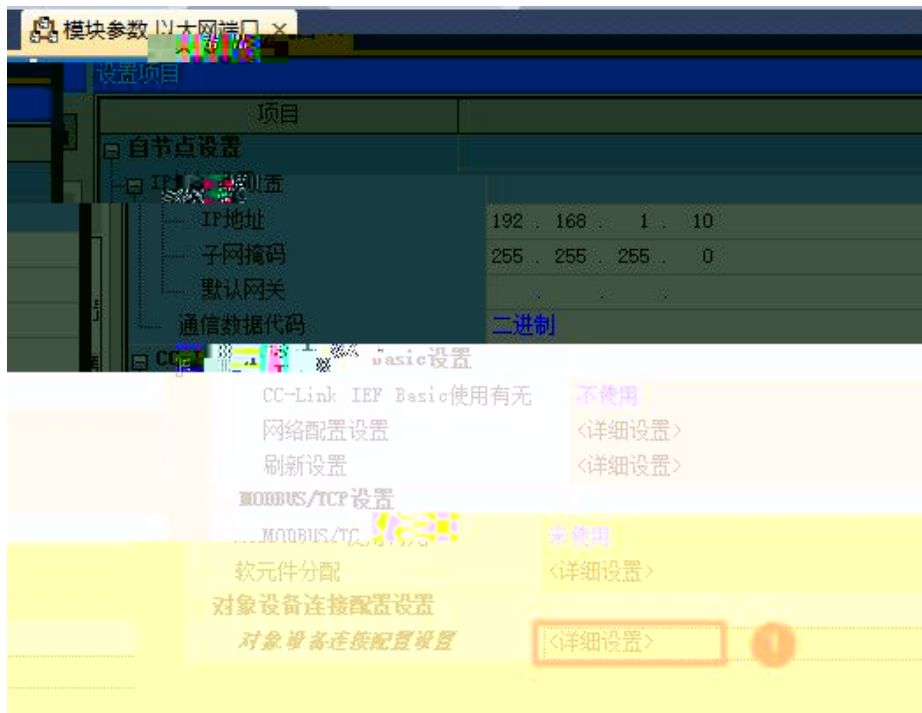 模块参数 以太网端口 ×
设置项目
项目
自节点设置
IP
置
IP地址 192 . 168 . 1 . 10
子网掩码 255 . 255 . 255 . 0
默认网关 . . .
通信数据代码 二进制
Basic设置
CC-Link IEF Basic使用有无 不使用
网络配置设置 <详细设置>
刷新设置 <详细设置>
MODBUS/TCP设置
MODBUS/TC 未使用
软元件分配 <详细设置>
对象设备连接配置设置
对象设备连接配置设置 <详细设置> 1